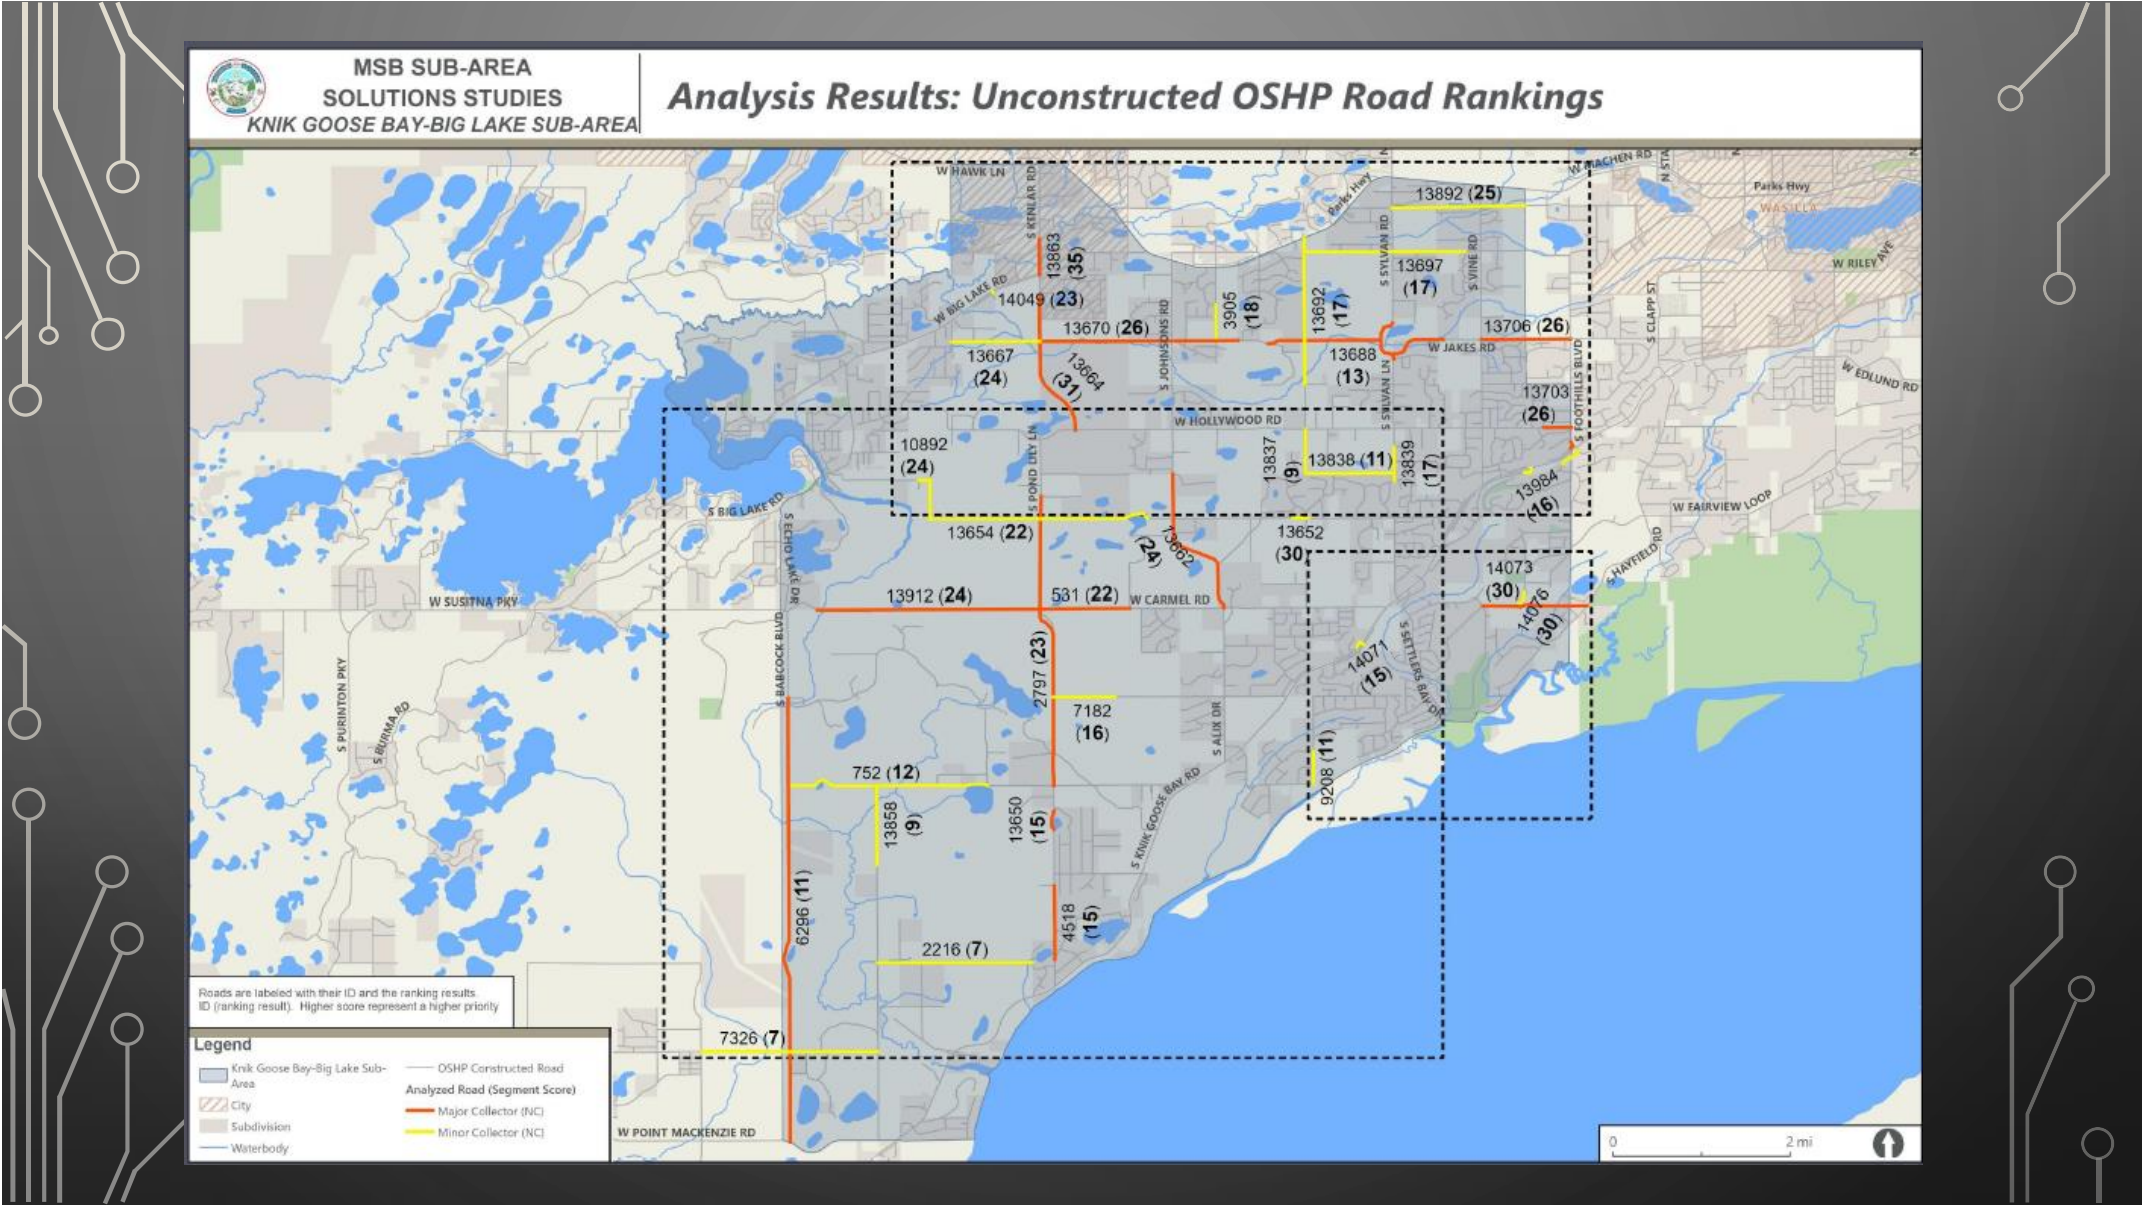 MSB SUB-AREA
SOLUTIONS STUDIES
KNIK GOOSE BAY-BIG LAKE SUB-AREA
Analysis Results: Unconstructed OSHP Road Rankings
W HAWK LN
S KENLAR RD
Parks Hwy
W MACHEN RD
N STA
N
N
N
N
Parks Hwy
WASILLA
13892 (25)
13863
(35)
S SYLVAN RD
S VINE RD
W RILEY AVE
13697
(17)
W BIG LAKE RD
14049 (23)
S JOHNSONS RD
3905
(18)
13692
(17)
S CLAPP ST
13670 (26)
13706 (26)
13667
(24)
13664
(31)
13688
(13)
W JAKES RD
S SYLVAN LN
S FOOTHILLS BLVD
W EDLUND RD
13703
(26)
W HOLLYWOOD RD
10892
(24)
S POND LILY LN
13837
(9)
13838 (11)
13839
(17)
13984
(16)
S BIG LAKE RD
W FAIRVIEW LOOP
S ECHO LAKE DR
13654 (22)
13662
(24)
13652
(30)
S HAYFIELD RD
14073
(30)
14076
(30)
W SUSITNA PKY
13912 (24)
531 (22)
W CARMEL RD
S BABCOCK BLVD
2797 (23)
14071
(15)
S SETTLERS BAY DR
S PURINTON PKY
S BURMA RD
7182
(16)
S ALIX DR
9208 (11)
752 (12)
S KNIK GOOSE BAY RD
13858
(9)
13650
(15)
6296 (11)
4518
(15)
2216 (7)
7326 (7)
W POINT MACKENZIE RD
Roads are labeled with their ID and the ranking results.
ID (ranking result). Higher score represent a higher priority
Legend
Knik Goose Bay-Big Lake Sub-
Area
City
Subdivision
Waterbody
OSHP Constructed Road
Analyzed Road (Segment Score)
Major Collector (NC)
Minor Collector (NC)
0
2 mi